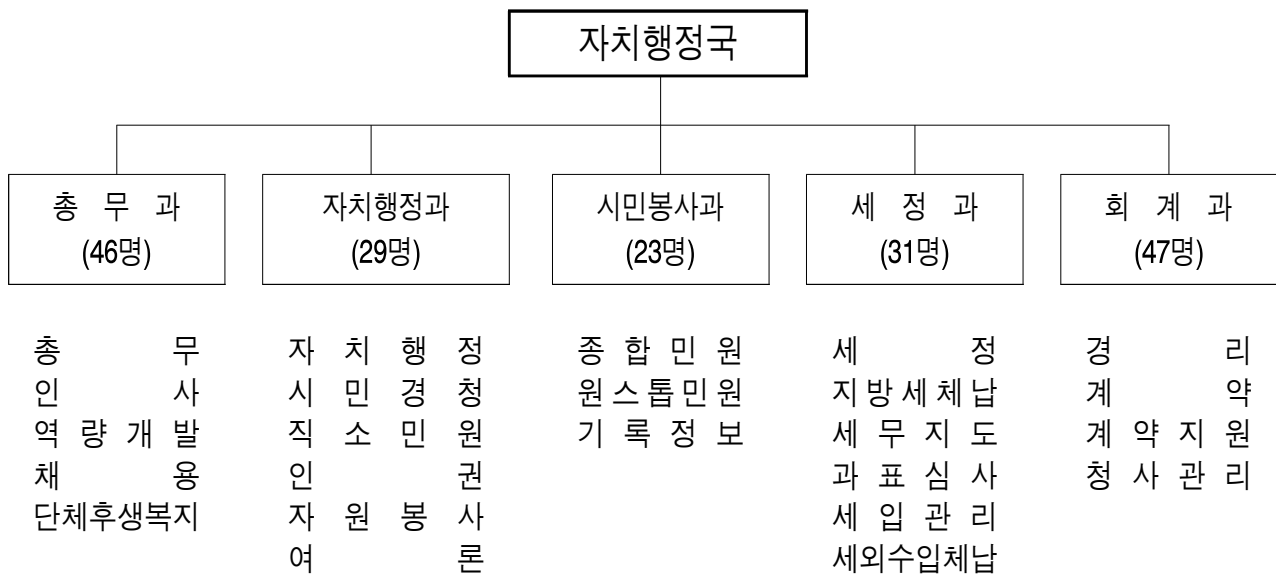 자치행정국
총 무 과
(46명)
자치행정과
(29명)
시민봉사과
(23명)
세 정 과
(31명)
회 계 과
(47명)
총 무
인 사
역 량 개 발
채 용
단체후생복지
자 치 행 정
시 민 경 청
직 소 민 원
인 권
자 원 봉 사
여 론
종 합 민 원
원 스 톱 민 원
기 록 정 보
세 정
지 방 세 체 납
세 무 지 도
과 표 심 사
세 입 관 리
세외수입체납
경 리
계 약
계 약 지 원
청 사 관 리